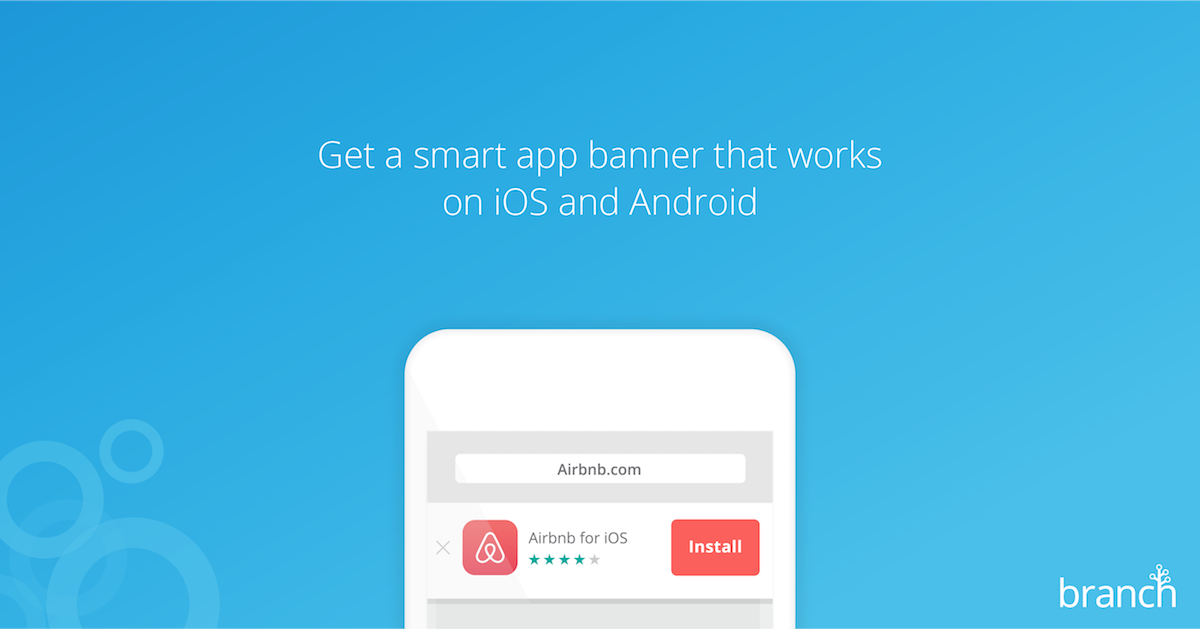 Get a smart app banner that works
on iOS and Android
Airbnb.com
Airbnb for iOS
Install
branch